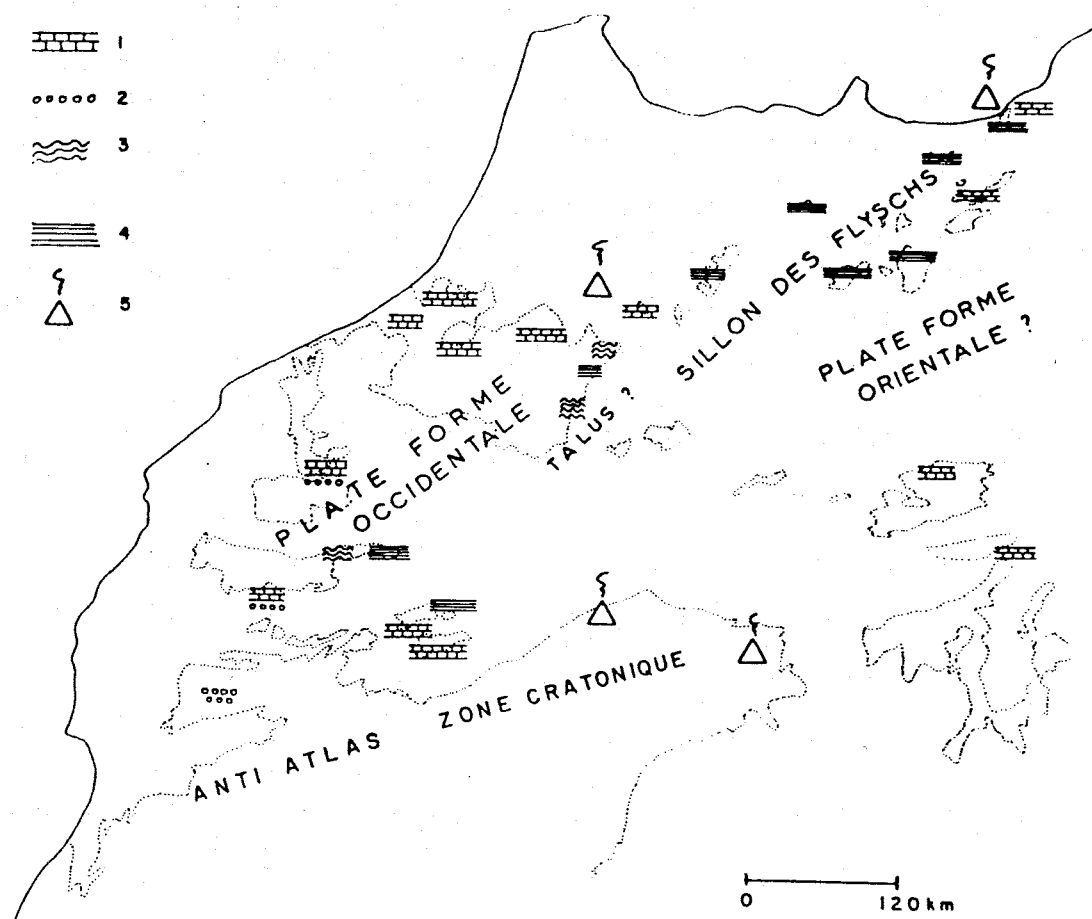 1
2
3
4
5
SILLON DES FLYSCHS
PLATE FORME
ORIENTALE ?
PLATE FORME
OCCIDENTALE
TALUS ?
ZONE CRATONIQUE
ANTI ATLAS
0 120 km